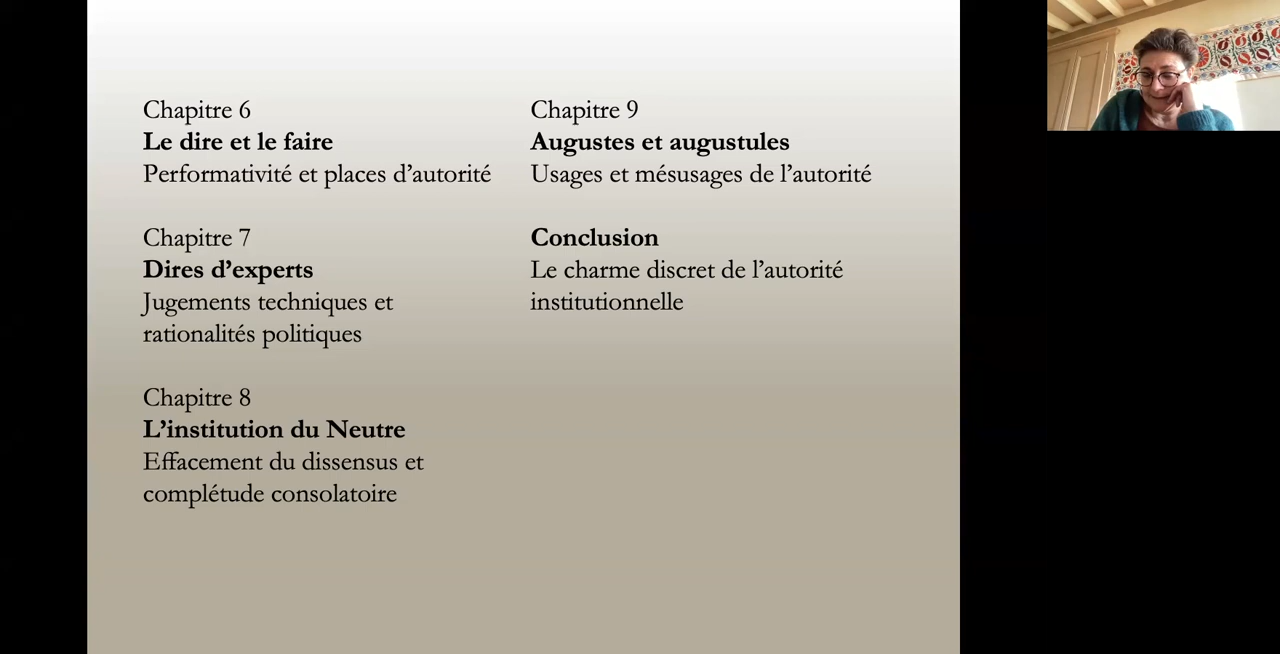 Chapitre 6
Le dire et le faire
Performativité et places d’autorité
Chapitre 7
Dires d’experts
Jugements techniques et
rationalités politiques
Chapitre 8
L’institution du Neutre
Effacement du dissensus et
complétude consolatoire
Chapitre 9
Augustes et augustules
Usages et mésusages de l’autorité
Conclusion
Le charme discret de l’autorité
institutionnelle